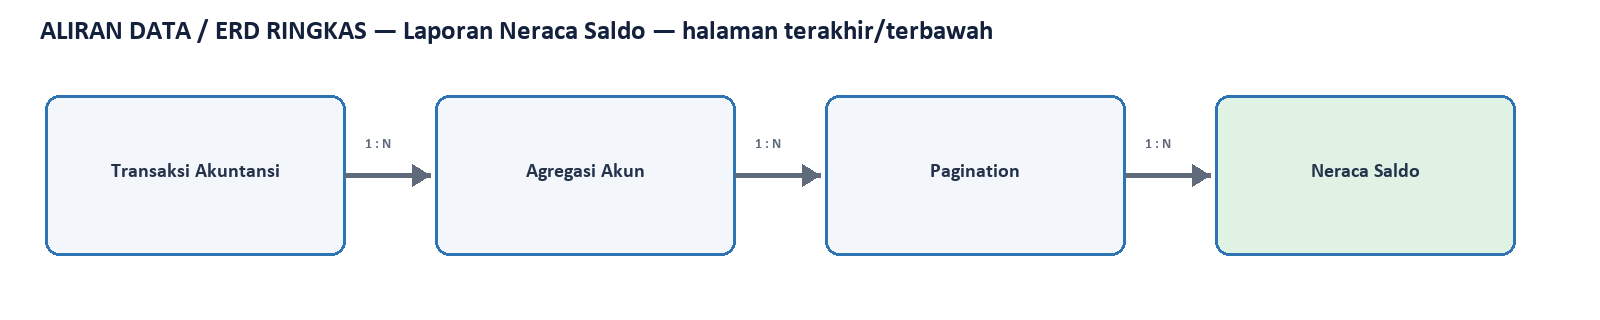 ALIRAN DATA / ERD RINGKAS — Laporan Neraca Saldo — halaman terakhir/terbawah
Transaksi Akuntansi
1 : N
Agregasi Akun
1 : N
Pagination
1 : N
Neraca Saldo